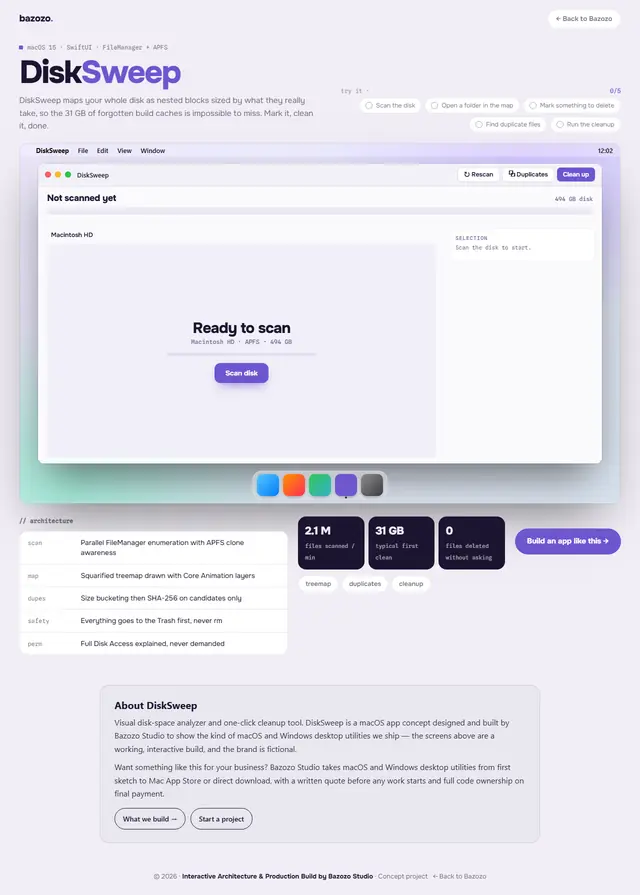 bazozo.
← Back to Bazozo
macOS 15 · SwiftUI · FileManager + APFS
DiskSweep
DiskSweep maps your whole disk as nested blocks sized by what they really
take, so the 31 GB of forgotten build caches is impossible to miss. Mark it, clean
it, done.
try it ·
0/5
Scan the disk
Open a folder in the map
Mark something to delete
Find duplicate files
Run the cleanup
DiskSweep File Edit View Window
12:02
DiskSweep
↻ Rescan
Duplicates
Clean up
Not scanned yet
494 GB disk
Macintosh HD
SELECTION
Scan the disk to start.
Ready to scan
Macintosh HD · APFS · 494 GB
Scan disk
// architecture
scan Parallel FileManager enumeration with APFS clone
awareness
map Squarified treemap drawn with Core Animation layers
dupes Size bucketing then SHA-256 on candidates only
safety Everything goes to the Trash first, never rm
perm Full Disk Access explained, never demanded
2.1 M
files scanned /
min
31 GB
typical first
clean
0
files deleted
without asking
treemap
duplicates
cleanup
Build an app like this →
About DiskSweep
Visual disk-space analyzer and one-click cleanup tool. DiskSweep is a macOS app concept designed and built by
Bazozo Studio to show the kind of macOS and Windows desktop utilities we ship — the screens above are a
working, interactive build, and the brand is fictional.
Want something like this for your business? Bazozo Studio takes macOS and Windows desktop utilities from first
sketch to Mac App Store or direct download, with a written quote before any work starts and full code ownership on
final payment.
What we build →
Start a project
© 2026 · Interactive Architecture & Production Build by Bazozo Studio · Concept project ← Back to Bazozo